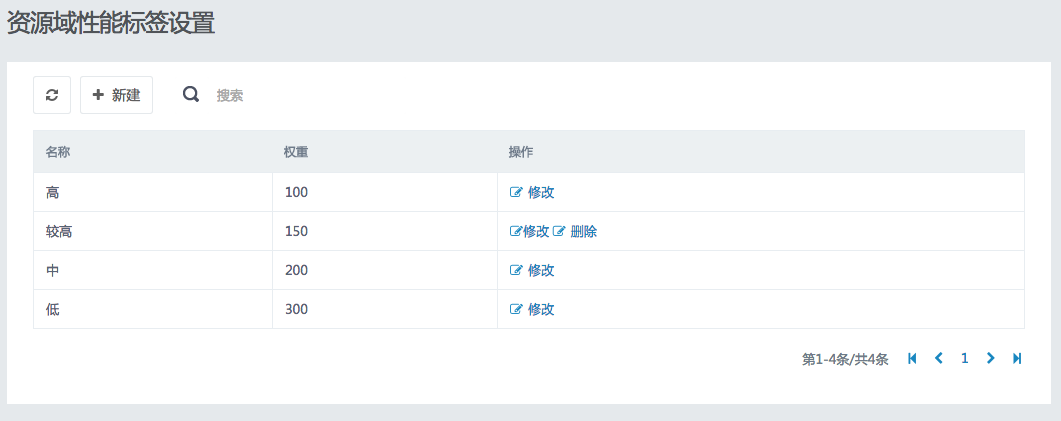 资源域性能标签设置
新建 搜索
名称 权重 操作
高 100 修改
较高 150 修改 删除
中 200 修改
低 300 修改
第1-4条/共4条 1